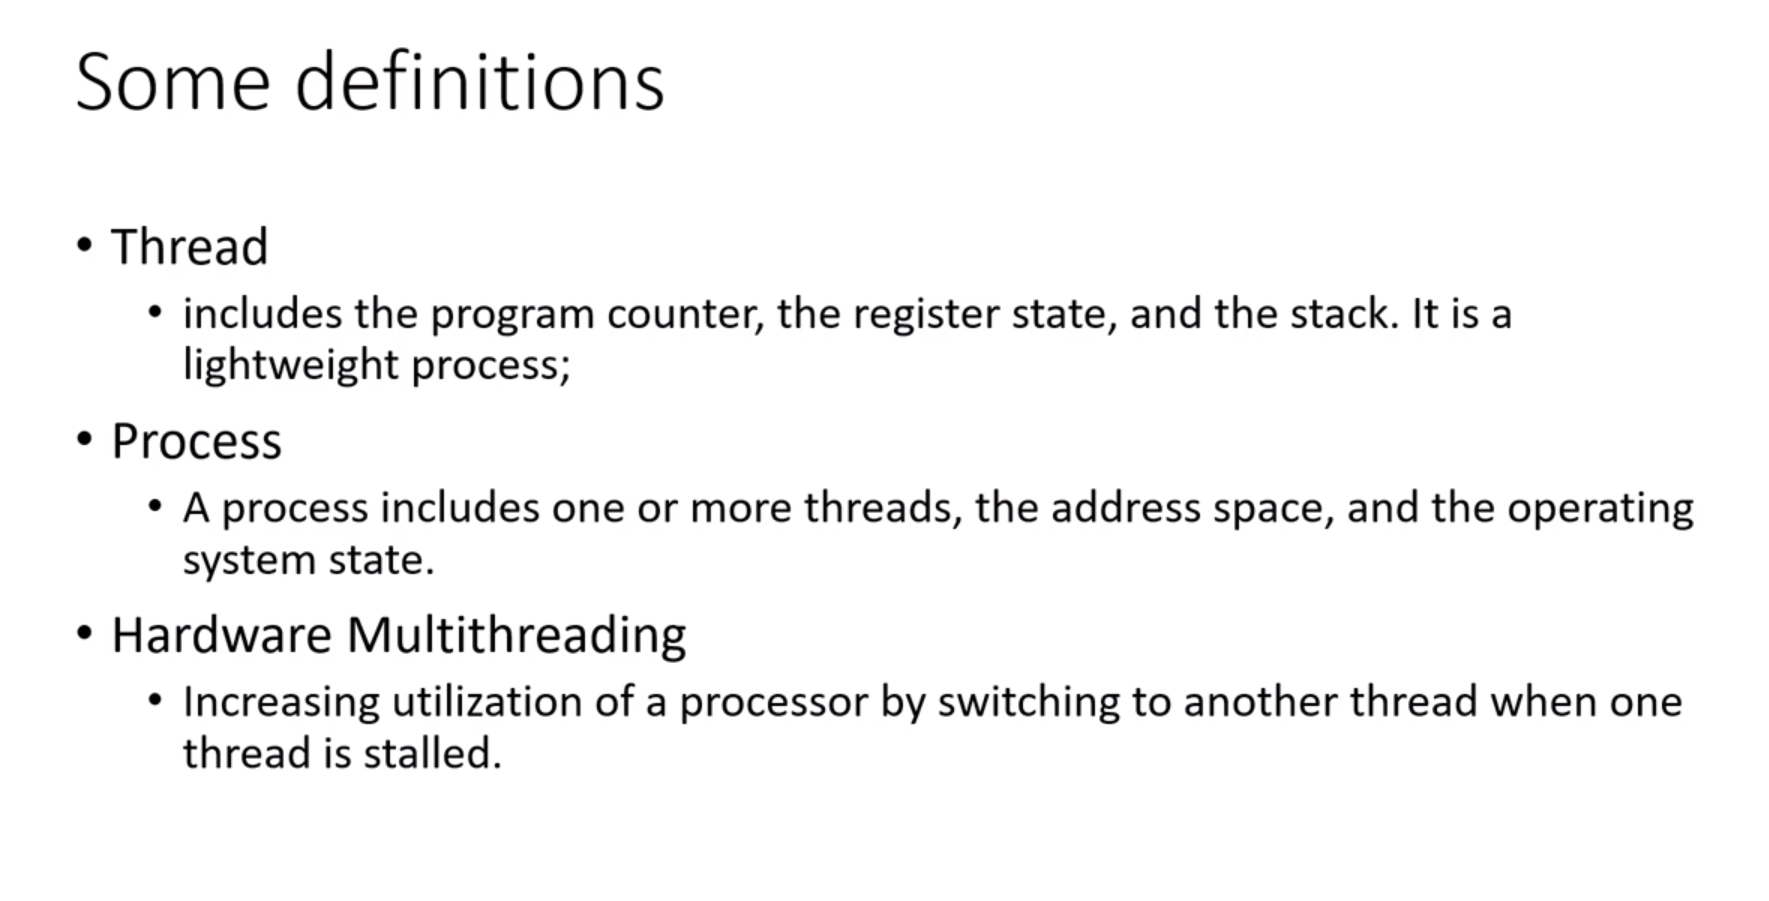 Some definitions
• Thread
• includes the program counter, the register state, and the stack. It is a
lightweight process;
• Process
• A process includes one or more threads, the address space, and the operating
system state.
• Hardware Multithreading
• Increasing utilization of a processor by switching to another thread when one
thread is stalled.